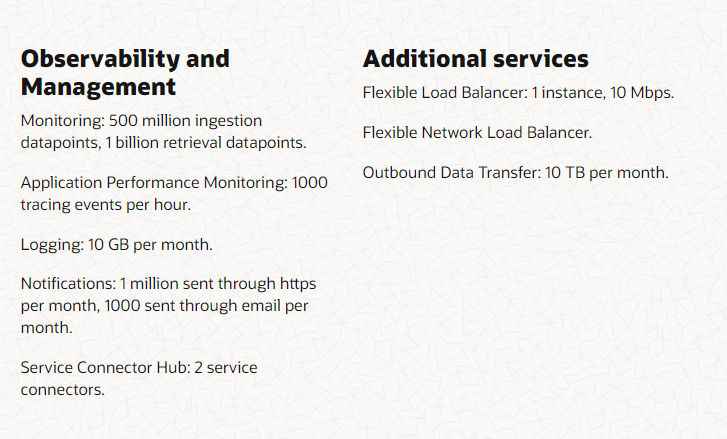 Observability and
Management
Monitoring: 500 million ingestion
datapoints, 1 billion retrieval datapoints.
Application Performance Monitoring: 1000
tracing events per hour.
Logging: 10 GB per month.
Notifications: 1 million sent through https
per month, 1000 sent through email per
month.
Service Connector Hub: 2 service
connectors.
Additional services
Flexible Load Balancer: 1 instance, 10 Mbps.
Flexible Network Load Balancer.
Outbound Data Transfer: 10 TB per month.